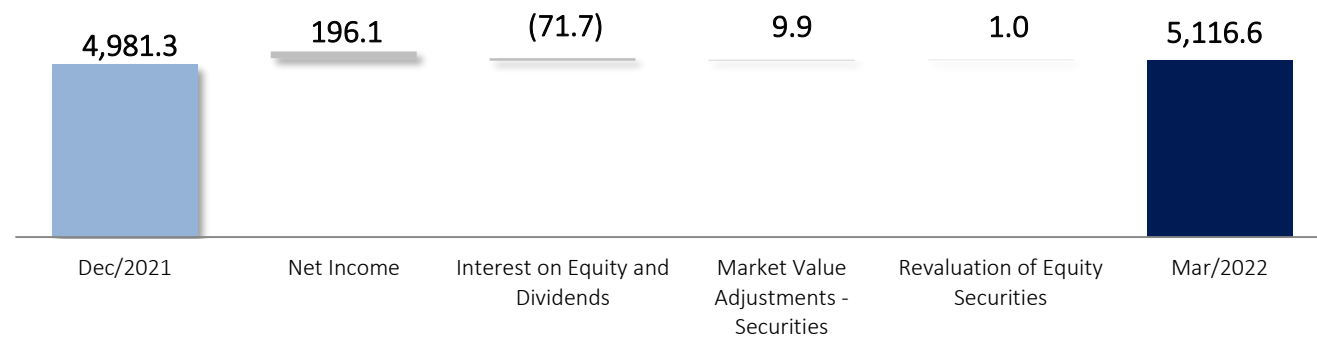 4,981.3
196.1
(71.7)
9.9
1.0
5,116.6
Dec/2021
Net Income
Interest on Equity and
Dividends
Market Value
Adjustments -
Securities
Revaluation of Equity
Securities
Mar/2022